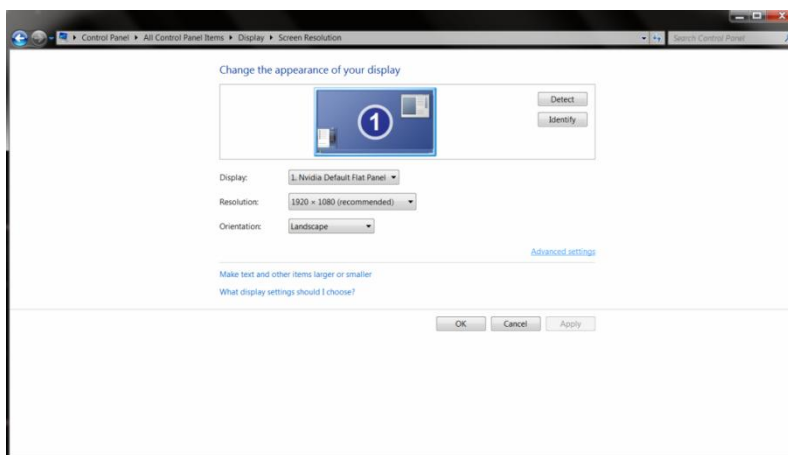 Control Panel ▸ All Control Panel Items ▸ Display ▸ Screen Resolution
Search Control Panel
Change the appearance of your display
1
Detect
Identify
Display: 1. Nvidia Default Flat Panel
Resolution: 1920 × 1080 (recommended)
Orientation: Landscape
Advanced settings
Make text and other items larger or smaller
What display settings should I choose?
OK Cancel Apply